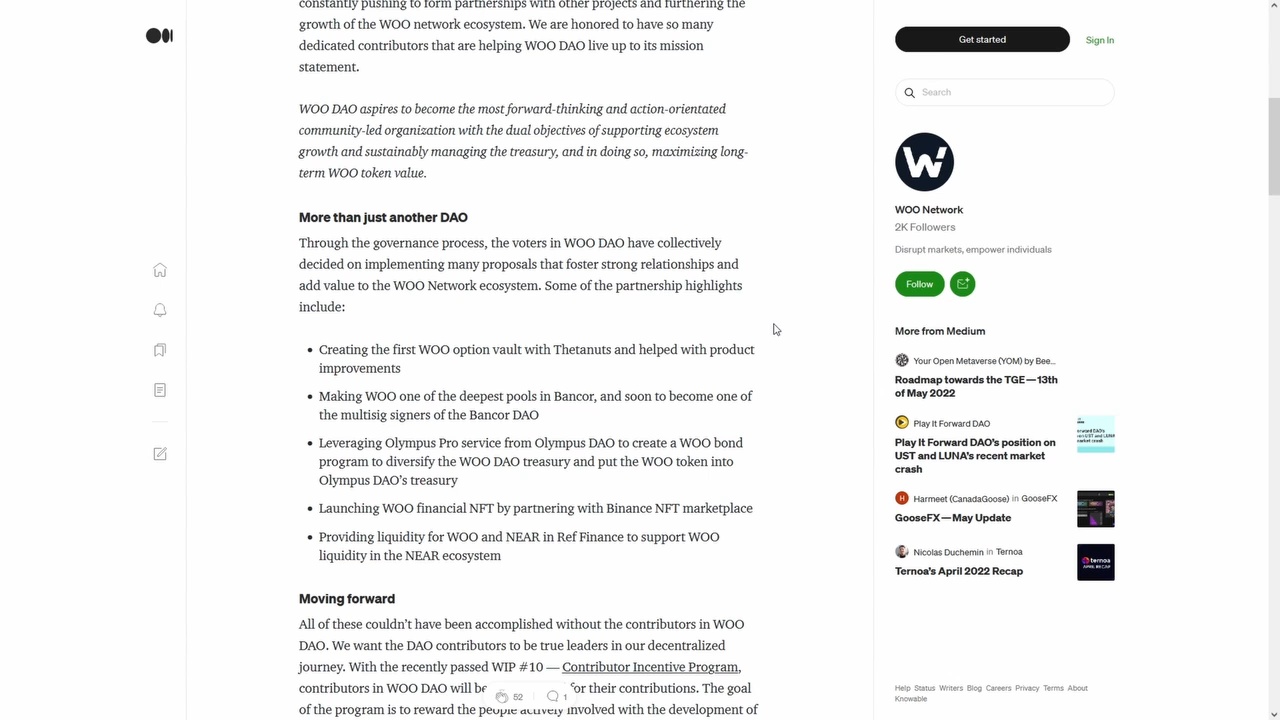 constantly pushing to form partnerships with other projects and furthering the
growth of the WOO network ecosystem. We are honored to have so many
dedicated contributors that are helping WOO DAO live up to its mission
statement.
WOO DAO aspires to become the most forward-thinking and action-orientated
community-led organization with the dual objectives of supporting ecosystem
growth and sustainably managing the treasury, and in doing so, maximizing long-
term WOO token value.
More than just another DAO
Through the governance process, the voters in WOO DAO have collectively
decided on implementing many proposals that foster strong relationships and
add value to the WOO Network ecosystem. Some of the partnership highlights
include:
• Creating the first WOO option vault with Thetanuts and helped with product
improvements
• Making WOO one of the deepest pools in Bancor, and soon to become one of
the multisig signers of the Bancor DAO
• Leveraging Olympus Pro service from Olympus DAO to create a WOO bond
program to diversify the WOO DAO treasury and put the WOO token into
Olympus DAO's treasury
• Launching WOO financial NFT by partnering with Binance NFT marketplace
• Providing liquidity for WOO and NEAR in Ref Finance to support WOO
liquidity in the NEAR ecosystem
Moving forward
All of these couldn't have been accomplished without the contributors in WOO
DAO. We want the DAO contributors to be true leaders in our decentralized
journey. With the recently passed WIP #10 — Contributor Incentive Program,
contributors in WOO DAO will be for their contributions. The goal
of the program is to reward the people actively involved with the development of
52
1
Get started
Sign In
Search
W
WOO Network
2K Followers
Disrupt markets, empower individuals
Follow
More from Medium
Your Open Metaverse (YOM) by Bee...
Roadmap towards the TGE — 13th
of May 2022
Play It Forward DAO
Play It Forward DAO's position on
UST and LUNA's recent market
crash
H
Harmeet (CanadaGoose) in GooseFX
GooseFX — May Update
Nicolas Duchemin in Ternoa
Ternoa's April 2022 Recap
ternoa
APRIL RECAP
Help Status Writers Blog Careers Privacy Terms About
Knowable